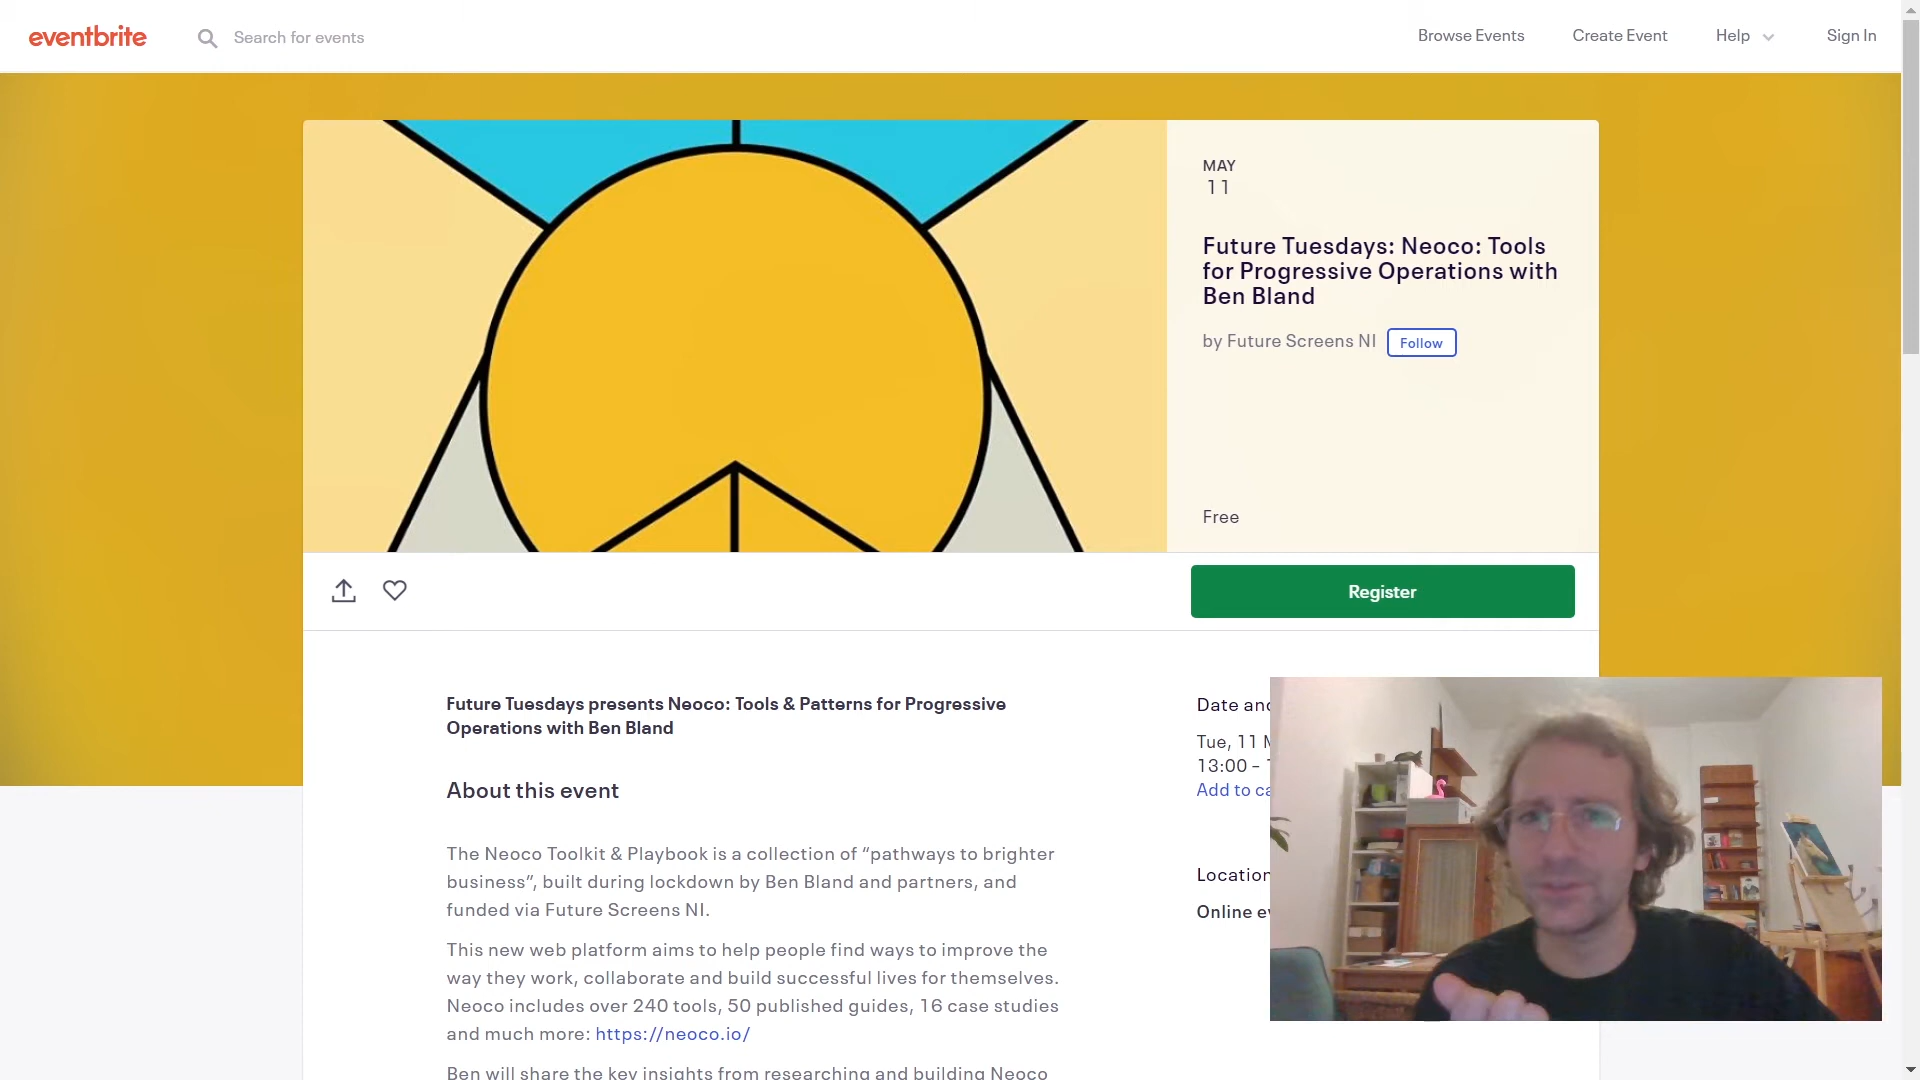 eventbrite
Search for events
Browse Events
Create Event
Help
Sign In
MAY
11
Future Tuesdays: Neoco: Tools
for Progressive Operations with
Ben Bland
by Future Screens NI
Follow
Free
Register
Future Tuesdays presents Neoco: Tools & Patterns for Progressive
Operations with Ben Bland
About this event
The Neoco Toolkit & Playbook is a collection of “pathways to brighter
business”, built during lockdown by Ben Bland and partners, and
funded via Future Screens NI.
This new web platform aims to help people find ways to improve the
way they work, collaborate and build successful lives for themselves.
Neoco includes over 240 tools, 50 published guides, 16 case studies
and much more: https://neoco.io/
Ben will share the key insights from researching and building Neoco
Date
Tue, 11
13:00 –
Add to
Location
Online